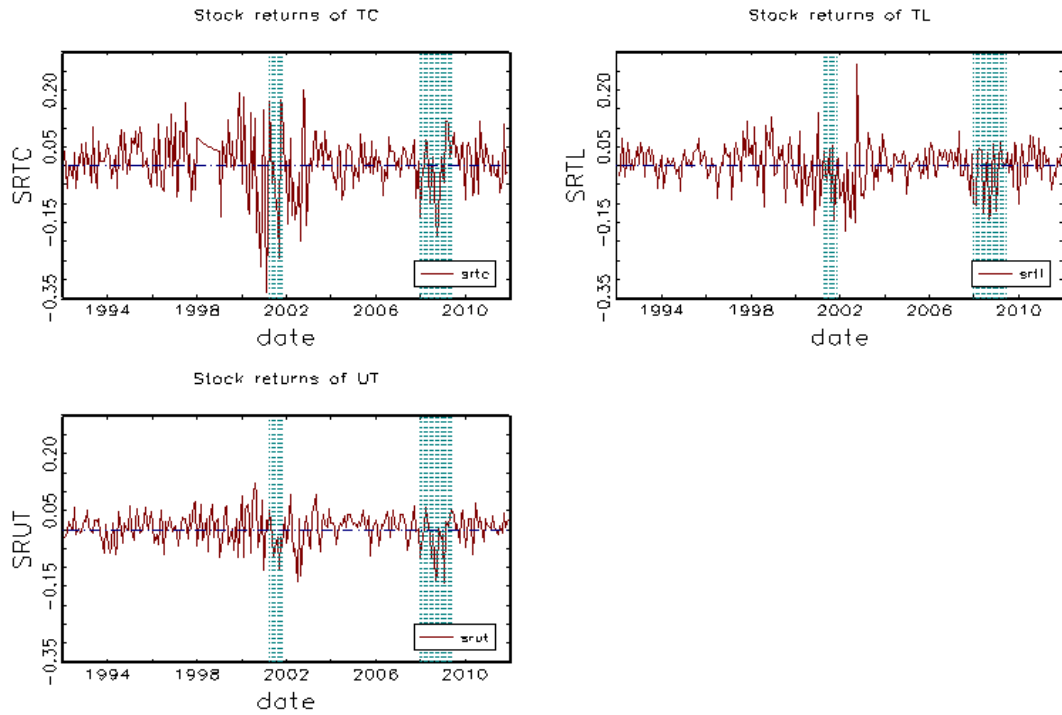 Stock returns of TC
SRTC
0.20
0.05
-0.15
-0.35
srtc
1994 1998 2002 2006 2010
date
Stock returns of TL
SRTL
0.20
0.05
-0.15
-0.35
srtl
1994 1998 2002 2006 2010
date
Stock returns of UT
SRUT
0.20
0.05
-0.15
-0.35
srut
1994 1998 2002 2006 2010
date